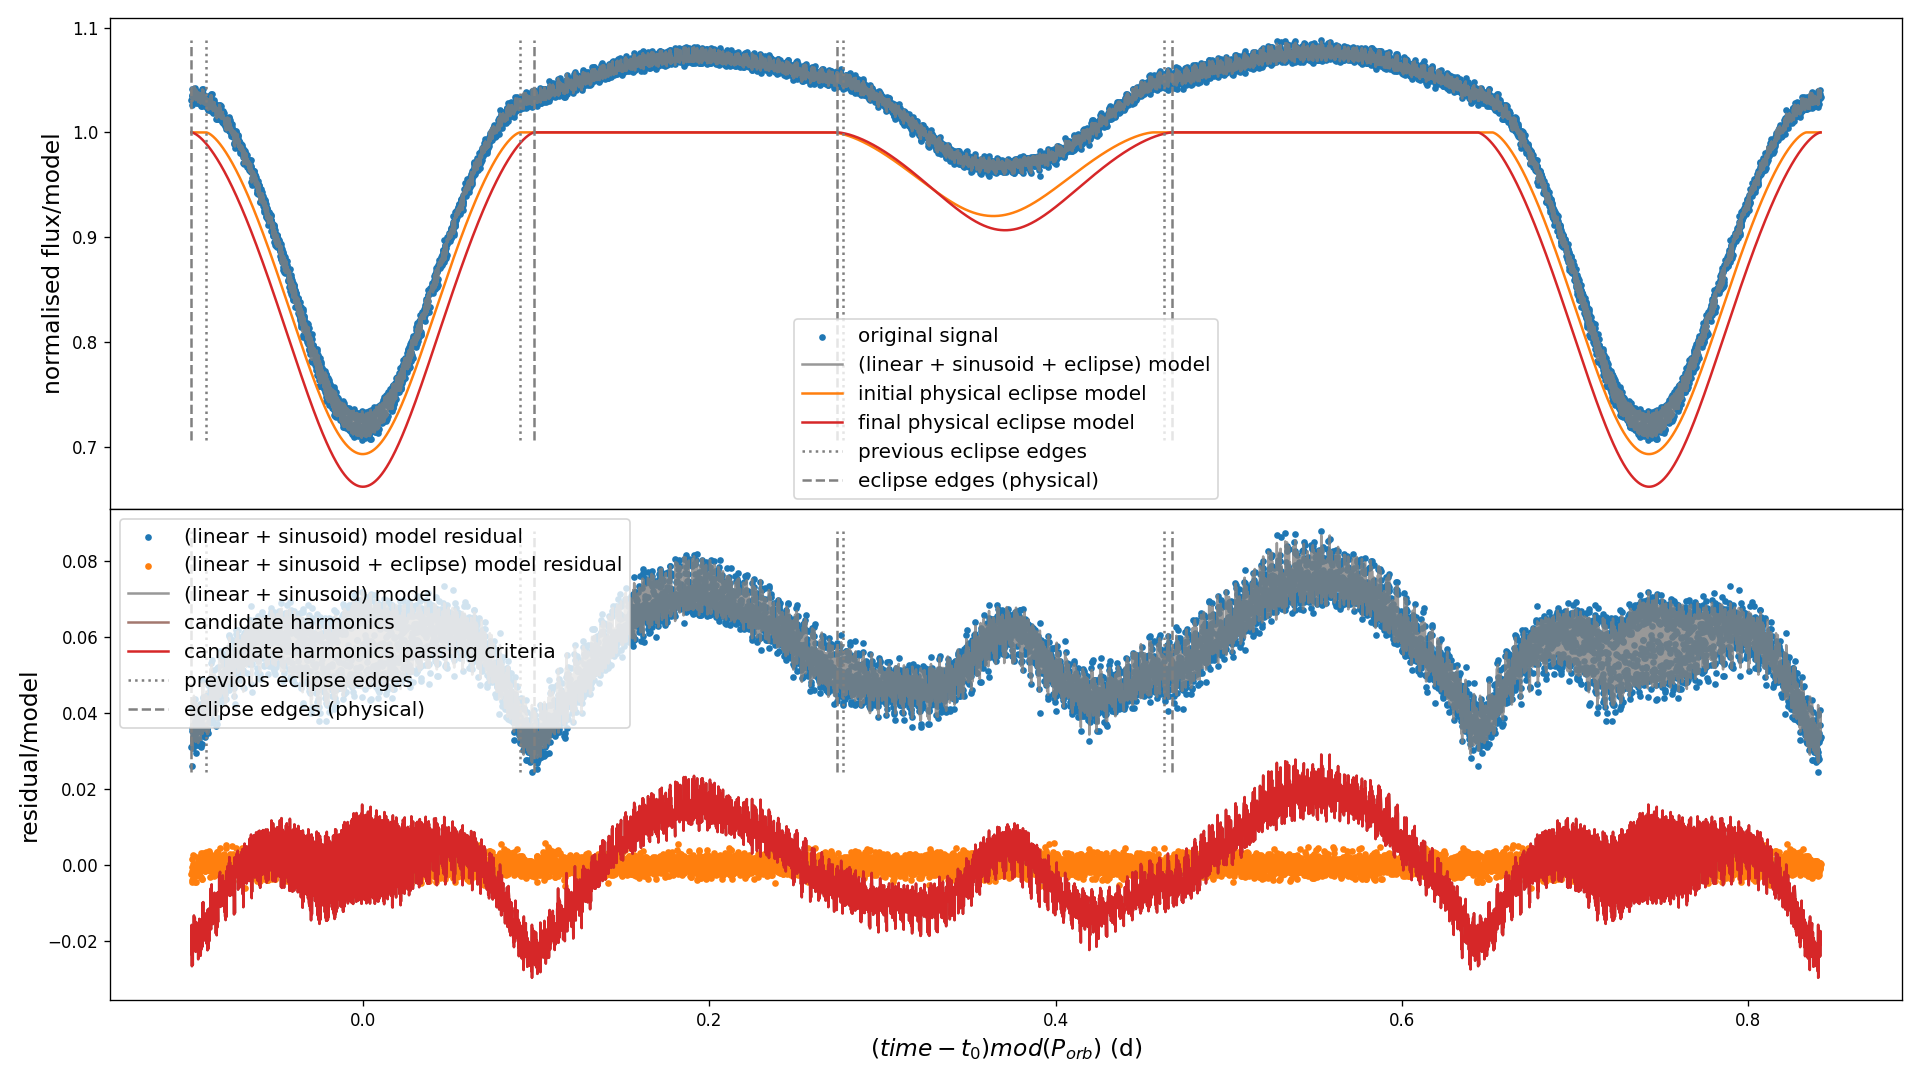 normalised flux/model
1.1
1.0
0.9
0.8
0.7
original signal
(linear + sinusoid + eclipse) model
initial physical eclipse model
final physical eclipse model
previous eclipse edges
eclipse edges (physical)
residual/model
0.08
0.06
0.04
0.02
0.00
−0.02
(linear + sinusoid) model residual
(linear + sinusoid + eclipse) model residual
(linear + sinusoid) model
candidate harmonics
candidate harmonics passing criteria
previous eclipse edges
eclipse edges (physical)
0.0 0.2 0.4 0.6 0.8
(time − t₀)mod(Pₒᵣb) (d)